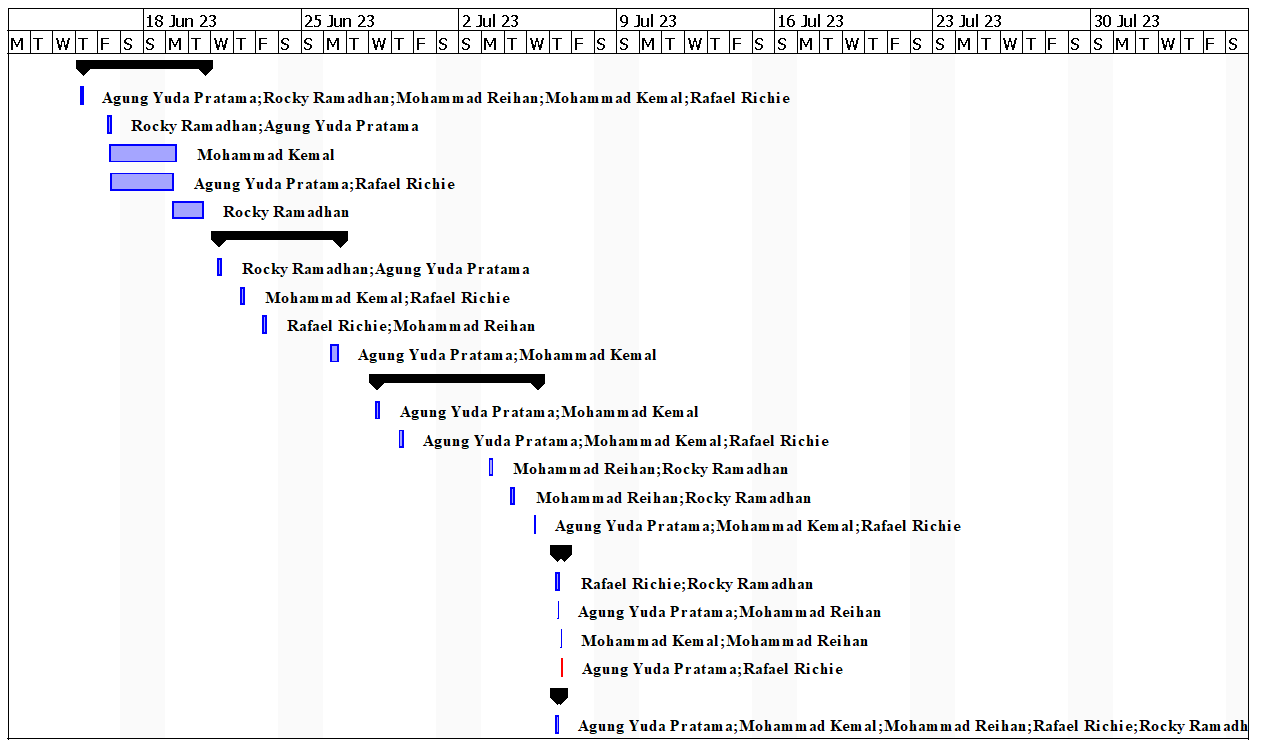 18 Jun 23 25 Jun 23 2 Jul 23 9 Jul 23 16 Jul 23 23 Jul 23 30 Jul 23
M T W T F S S M T W T F S S M T W T F S S M T W T F S S M T W T F S S M T W T F S S M T W T F S S M T W T F S
Agung Yuda Pratama;Rocky Ramadhan;Mohammad Reihan;Mohammad Kemal;Rafael Richie
Rocky Ramadhan;Agung Yuda Pratama
Mohammad Kemal
Agung Yuda Pratama;Rafael Richie
Rocky Ramadhan
Rocky Ramadhan;Agung Yuda Pratama
Mohammad Kemal;Rafael Richie
Rafael Richie;Mohammad Reihan
Agung Yuda Pratama;Mohammad Kemal
Agung Yuda Pratama;Mohammad Kemal
Agung Yuda Pratama;Mohammad Kemal;Rafael Richie
Mohammad Reihan;Rocky Ramadhan
Mohammad Reihan;Rocky Ramadhan
Agung Yuda Pratama;Mohammad Kemal;Rafael Richie
Rafael Richie;Rocky Ramadhan
Agung Yuda Pratama;Mohammad Reihan
Mohammad Kemal;Mohammad Reihan
Agung Yuda Pratama;Rafael Richie
Agung Yuda Pratama;Mohammad Kemal;Mohammad Reihan;Rafael Richie;Rocky Ramadh